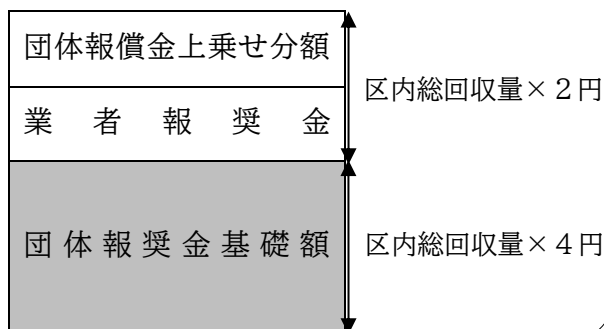 団体報償金上乗せ分額
区内総回収量×２円
業者報奨金
団体報奨金基礎額
区内総回収量×４円